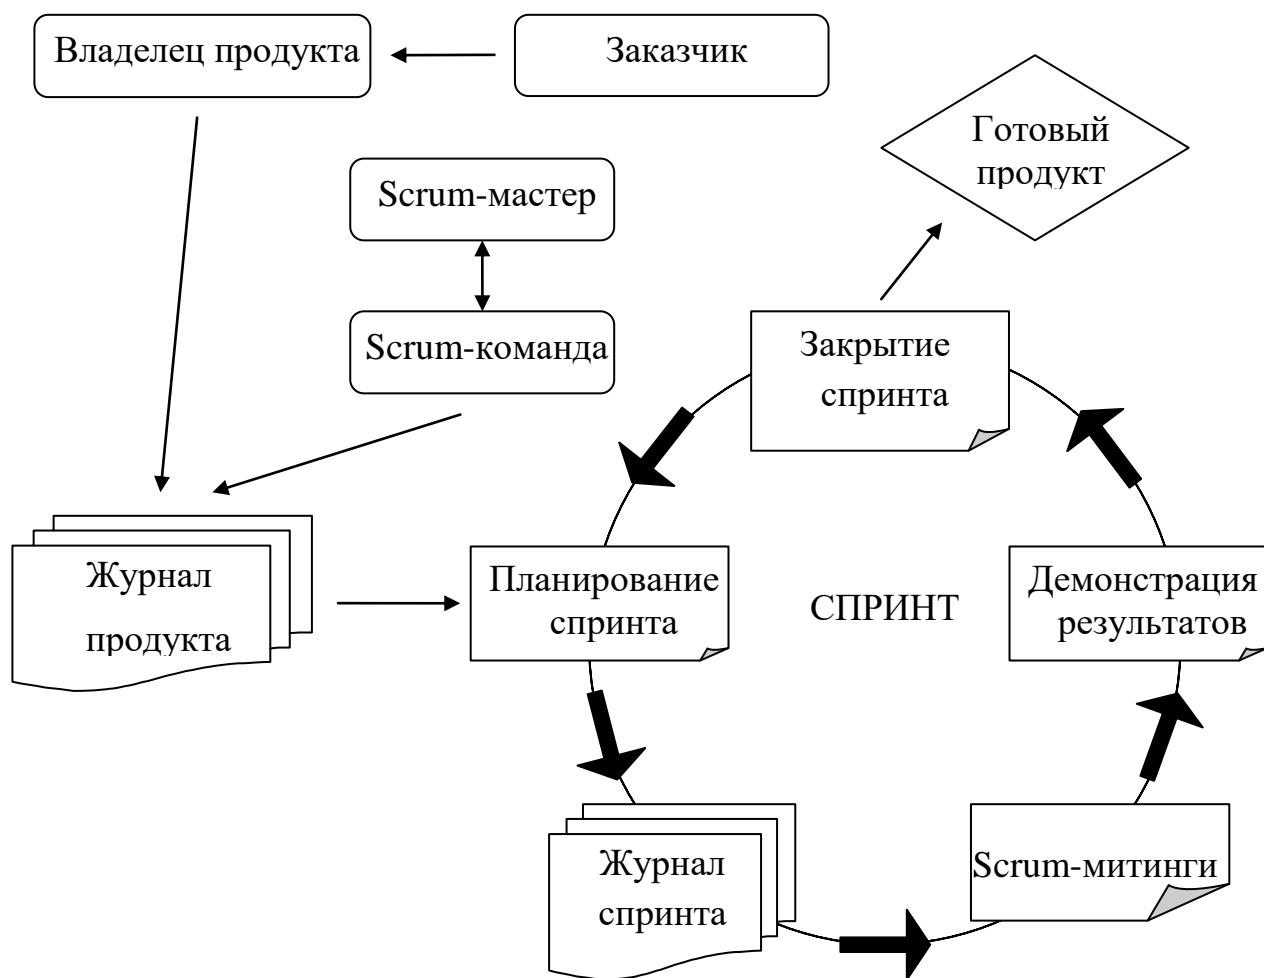 Владелец продукта
Заказчик
Готовый
продукт
Scrum-мастер
Scrum-команда
Закрытие
спринта
Журнал
продукта
Планирование
спринта
СПРИНТ
Демонстрация
результатов
Журнал
спринта
Scrum-митинги